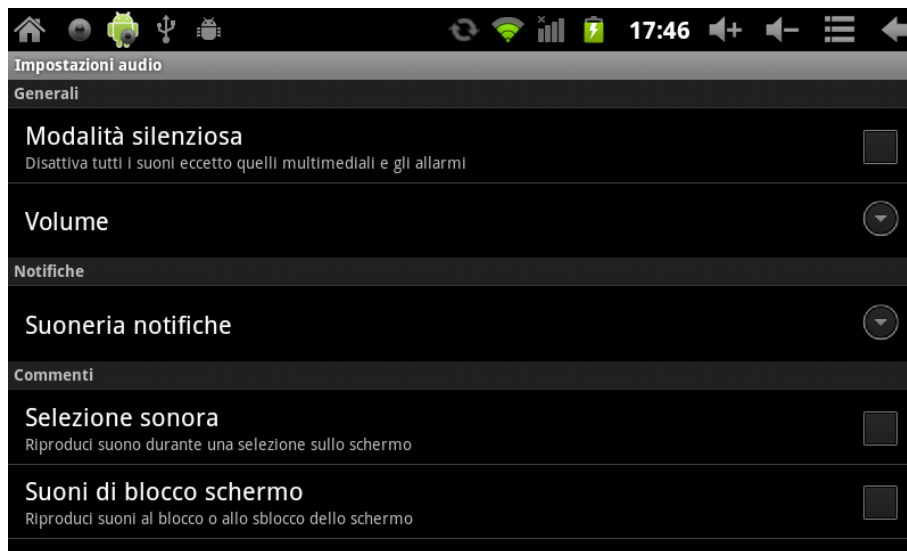 17:46
Impostazioni audio
Generali
Modalità silenziosa
Disattiva tutti i suoni eccetto quelli multimediali e gli allarmi
Volume
Notifiche
Suoneria notifiche
Commenti
Selezione sonora
Riproduci suono durante una selezione sullo schermo
Suoni di blocco schermo
Riproduci suoni al blocco o allo sblocco dello schermo